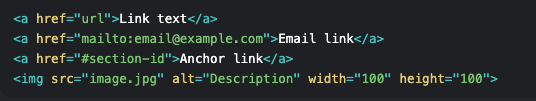 <a href="url">Link text</a>
<a href="mailto:email@example.com">Email link</a>
<a href="#section-id">Anchor link</a>
<img src="image.jpg" alt="Description" width="100" height="100">